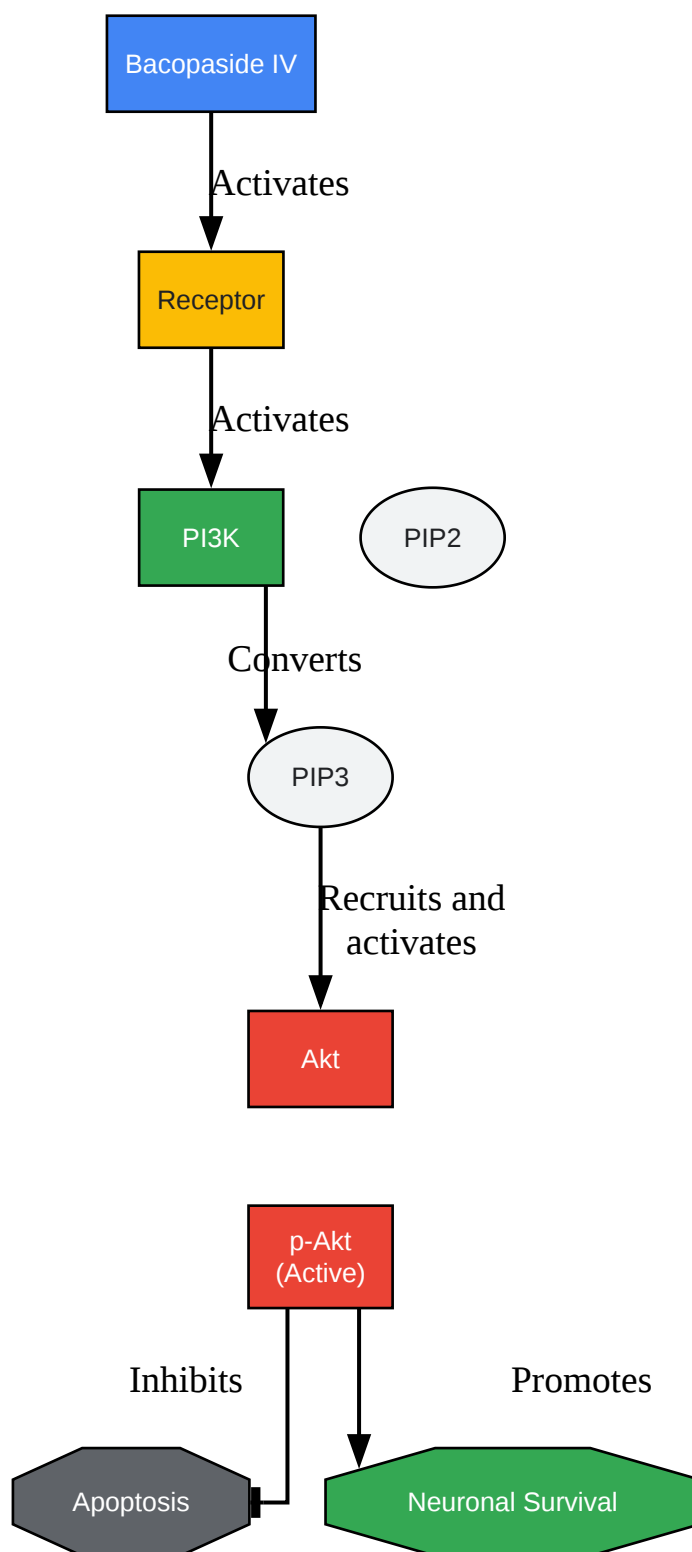 Bacopaside IV
Activates
Receptor
Activates
PI3K
PIP2
Converts
PIP3
Recruits and
activates
Akt
p-Akt
(Active)
Inhibits
Promotes
Apoptosis
Neuronal Survival